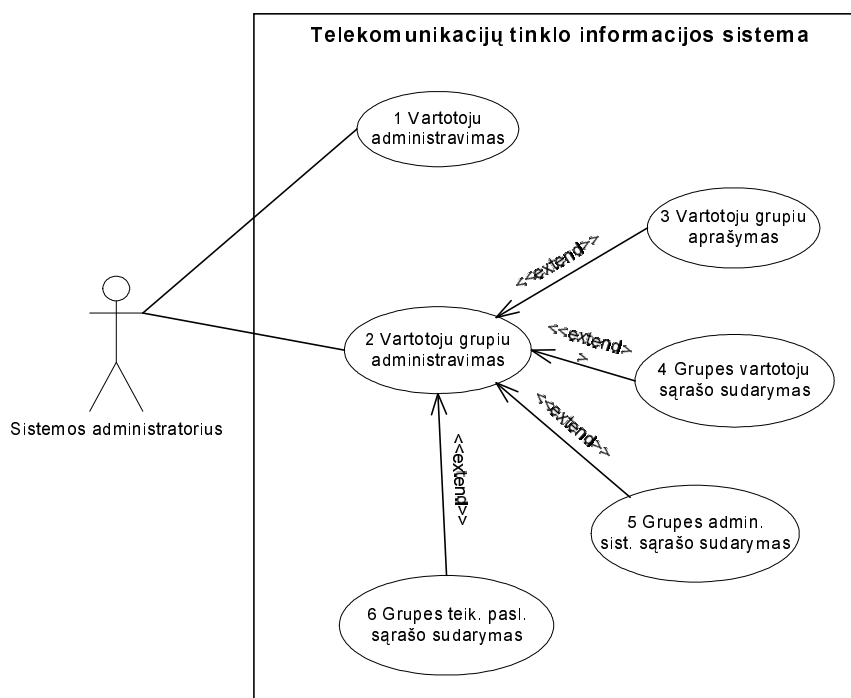 Telekomunikacijų tinklo informacijos sistema
1 Vartotoju
administravimas
3 Vartotoju grupiu
aprašymas
<<extend>>
2 Vartotoju grupiu
administravimas
<<extend>
>
4 Grupes vartotoju
sąrašo sudarymas
<<extend>>
Sistemos administratorius
<<extend>>
5 Grupes admin.
sist. sąrašo sudarymas
6 Grupes teik. pasl.
sąrašo sudarymas